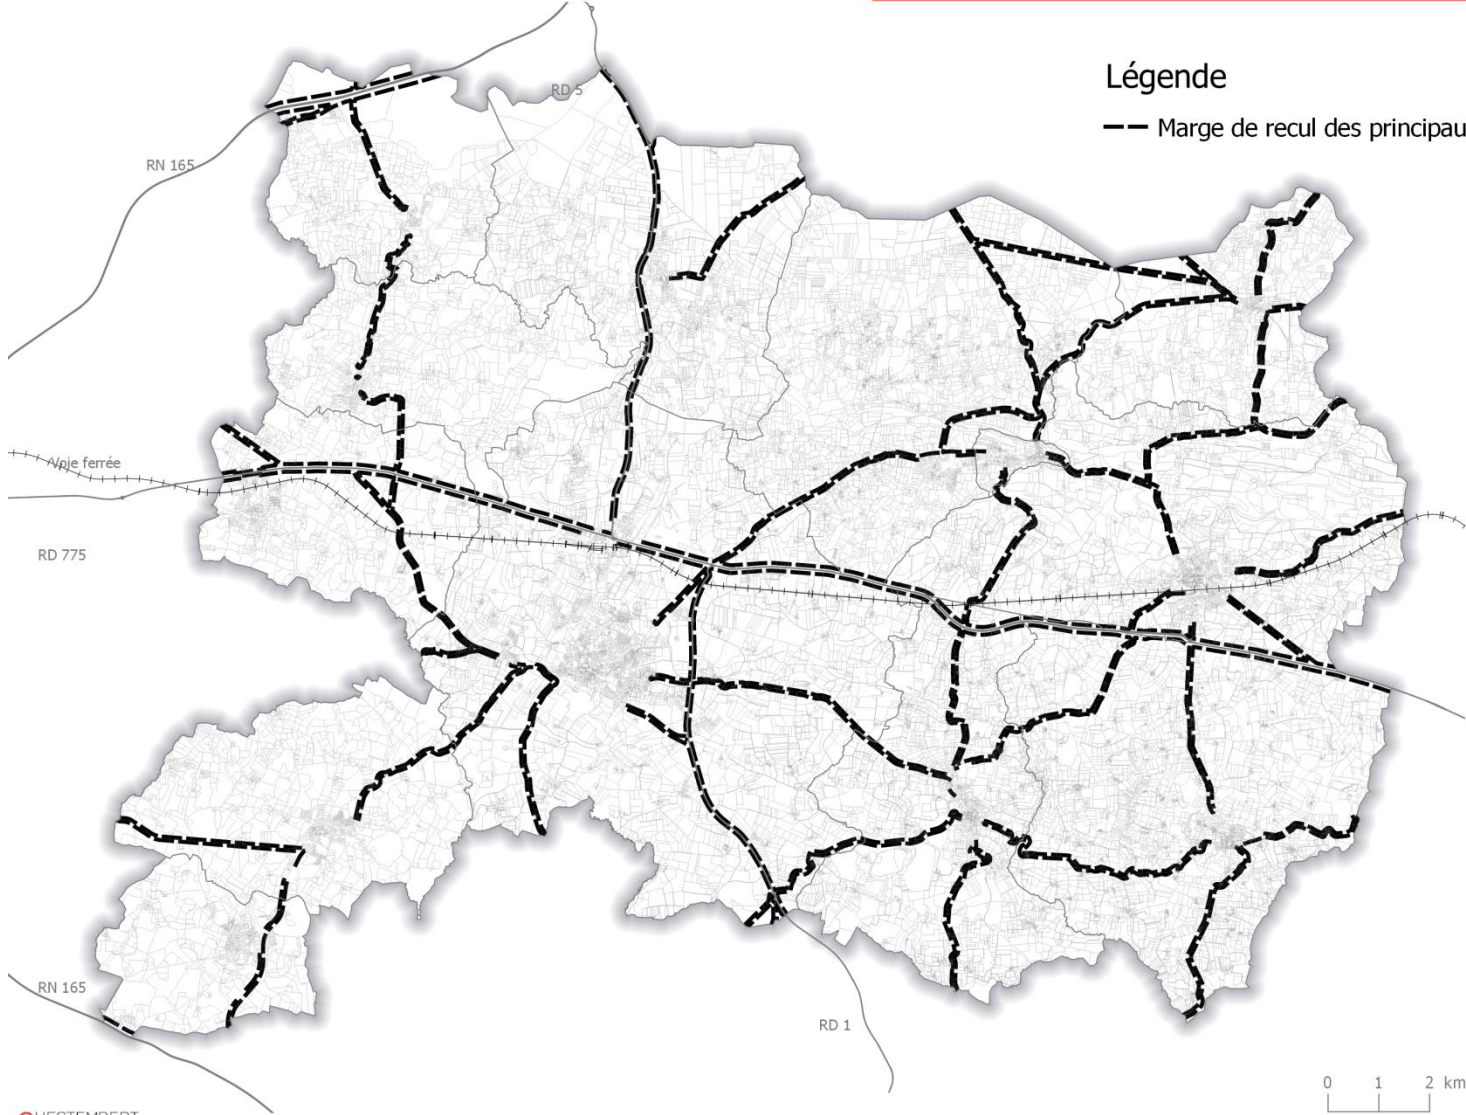 Légende
Marge de recul des principau
RD 5
RN 165
Voie ferrée
RD 775
RN 165
RD 1
0 1 2 km